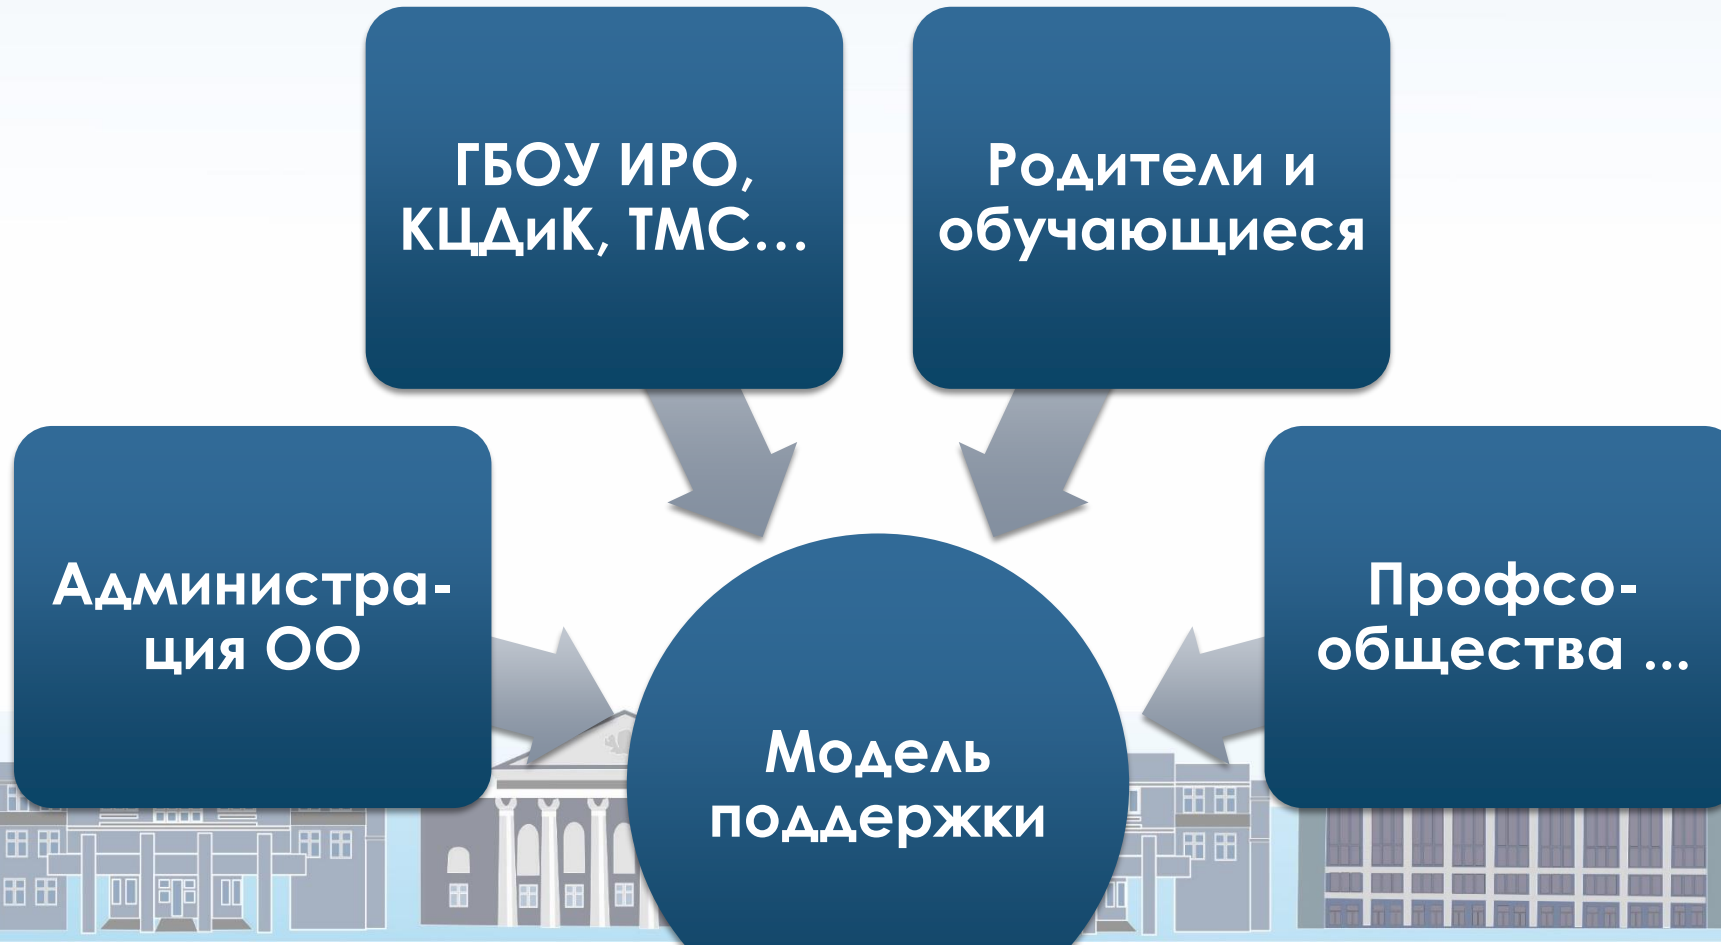 ГБОУ ИРО,
КЦДиК, ТМС...
Родители и
обучающиеся
Администра-
ция ОО
Профсо-
общества ...
Модель
поддержки